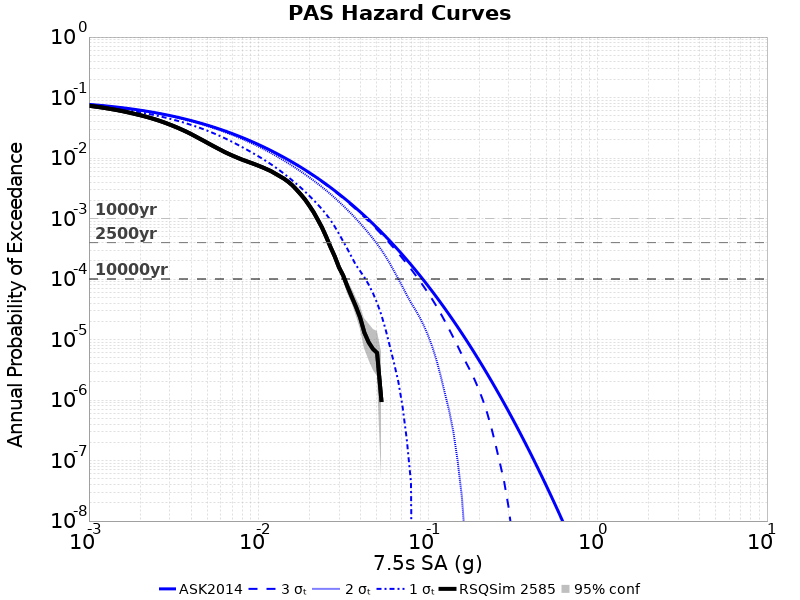 PAS Hazard Curves
Annual Probability of Exceedance
10^0
10^-1
10^-2
10^-3
10^-4
10^-5
10^-6
10^-7
10^-8
1000yr
2500yr
10000yr
10^-3 10^-2 10^-1 10^0 10^1
7.5s SA (g)
ASK2014 3 σₜ 2 σₜ 1 σₜ RSQSim 2585 95% conf